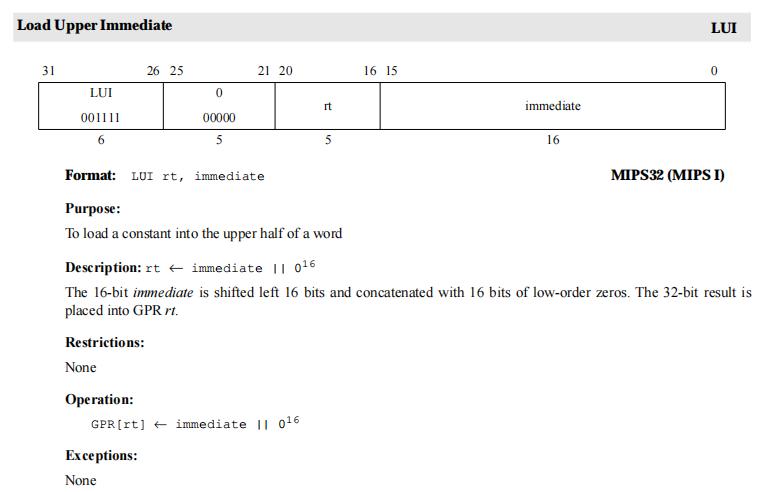 Load Upper Immediate LUI
31 26 25 21 20 16 15 0
LUI 0 rt immediate
001111 00000
6 5 5 16
Format: LUI rt, immediate MIPS32 (MIPS I)
Purpose:
To load a constant into the upper half of a word
Description: rt ← immediate || 0¹⁶
The 16-bit immediate is shifted left 16 bits and concatenated with 16 bits of low-order zeros. The 32-bit result is
placed into GPR rt.
Restrictions:
None
Operation:
GPR[rt] ← immediate || 0¹⁶
Exceptions:
None